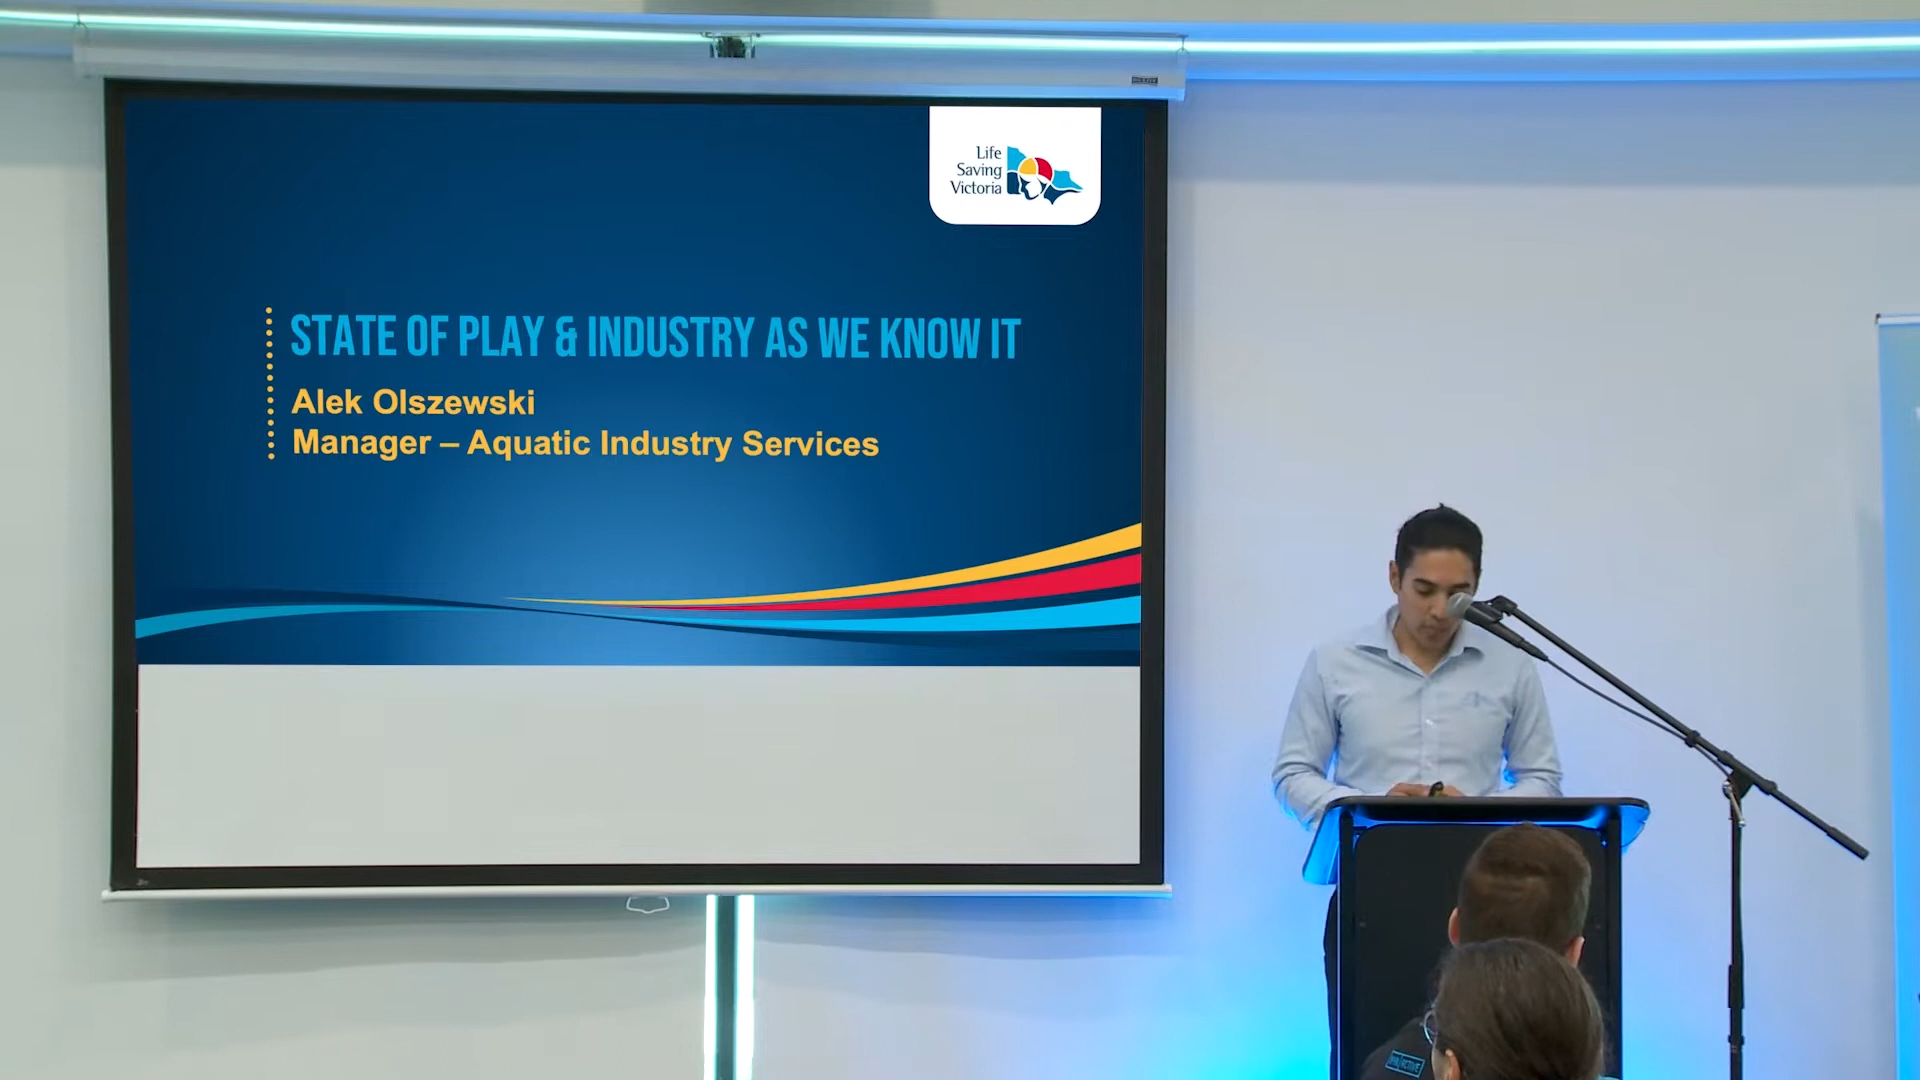 Life
Saving
Victoria
STATE OF PLAY & INDUSTRY AS WE KNOW IT
Alek Olszewski
Manager – Aquatic Industry Services